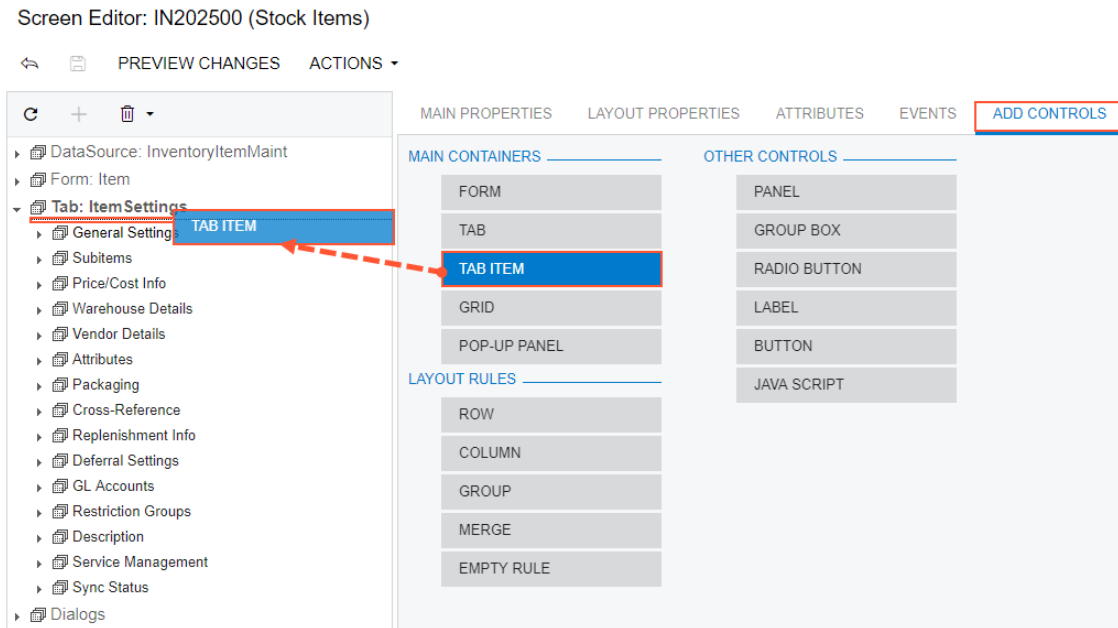 Screen Editor: IN202500 (Stock Items)
PREVIEW CHANGES ACTIONS
MAIN PROPERTIES LAYOUT PROPERTIES ATTRIBUTES EVENTS ADD CONTROLS
DataSource: InventoryItemMaint
Form: Item
Tab: ItemSettings
General Settings
Subitems
Price/Cost Info
Warehouse Details
Vendor Details
Attributes
Packaging
Cross-Reference
Replenishment Info
Deferral Settings
GL Accounts
Restriction Groups
Description
Service Management
Sync Status
Dialogs
TAB ITEM
MAIN CONTAINERS
FORM
TAB
TAB ITEM
GRID
POP-UP PANEL
LAYOUT RULES
ROW
COLUMN
GROUP
MERGE
EMPTY RULE
OTHER CONTROLS
PANEL
GROUP BOX
RADIO BUTTON
LABEL
BUTTON
JAVA SCRIPT